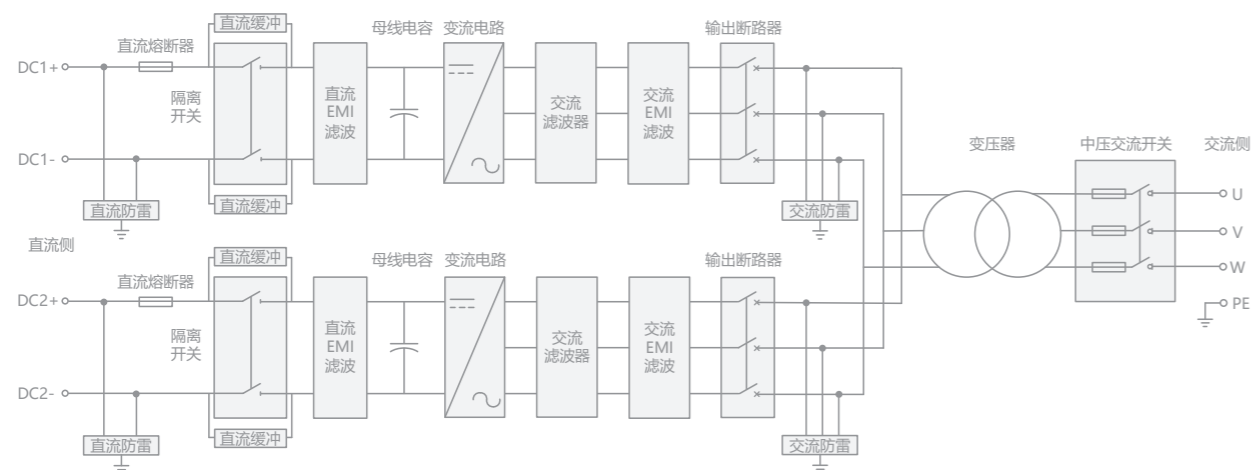 直流缓冲
母线电容 变流电路
输出断路器
直流熔断器
DC1+
隔离
开关
直流
EMI
滤波
交流
滤波器
交流
EMI
滤波
DC1-
变压器
中压交流开关
交流侧
直流缓冲
直流防雷
交流防雷
U
V
W
PE
直流侧
直流缓冲
母线电容 变流电路
输出断路器
直流熔断器
DC2+
隔离
开关
直流
EMI
滤波
交流
滤波器
交流
EMI
滤波
DC2-
直流缓冲
直流防雷
交流防雷